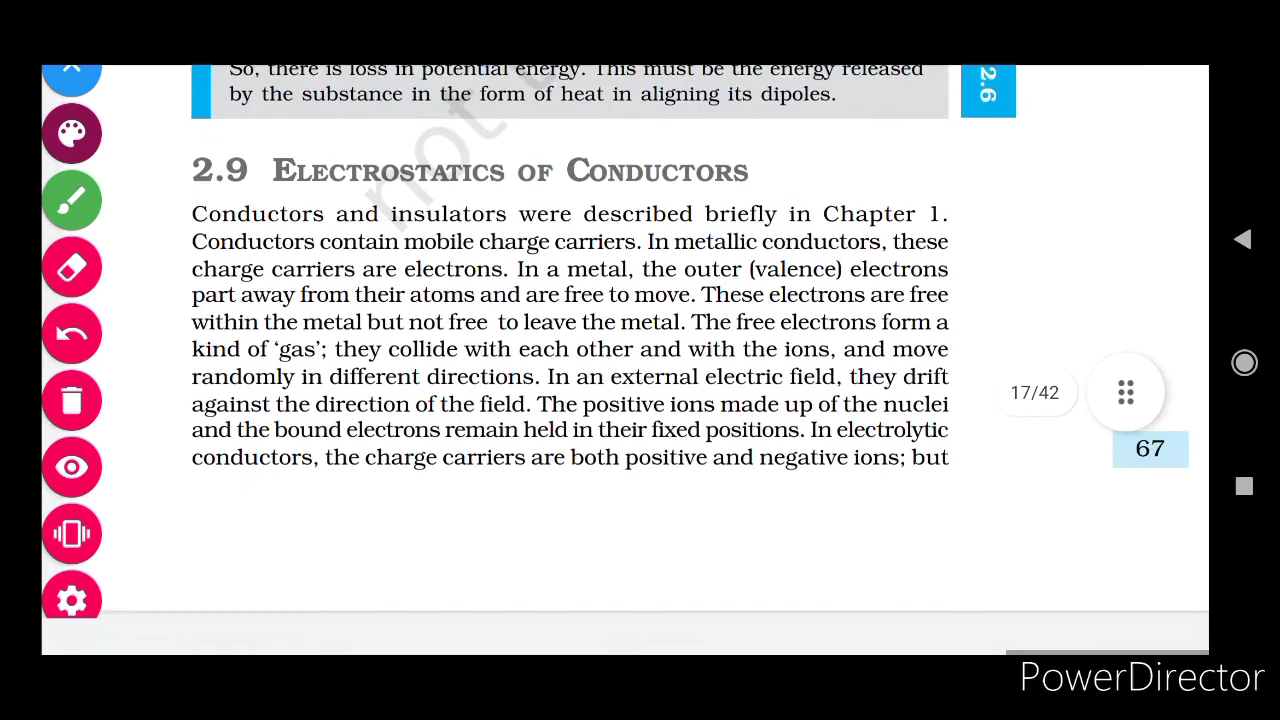 So, there is loss in potential energy. This must be the energy released
by the substance in the form of heat in aligning its dipoles.
2.6
not
2.9 ELECTROSTATICS OF CONDUCTORS
Conductors and insulators were described briefly in Chapter 1.
Conductors contain mobile charge carriers. In metallic conductors, these
charge carriers are electrons. In a metal, the outer (valence) electrons
part away from their atoms and are free to move. These electrons are free
within the metal but not free to leave the metal. The free electrons form a
kind of ‘gas’; they collide with each other and with the ions, and move
randomly in different directions. In an external electric field, they drift
against the direction of the field. The positive ions made up of the nuclei
and the bound electrons remain held in their fixed positions. In electrolytic
conductors, the charge carriers are both positive and negative ions; but
17/42
67
PowerDirector